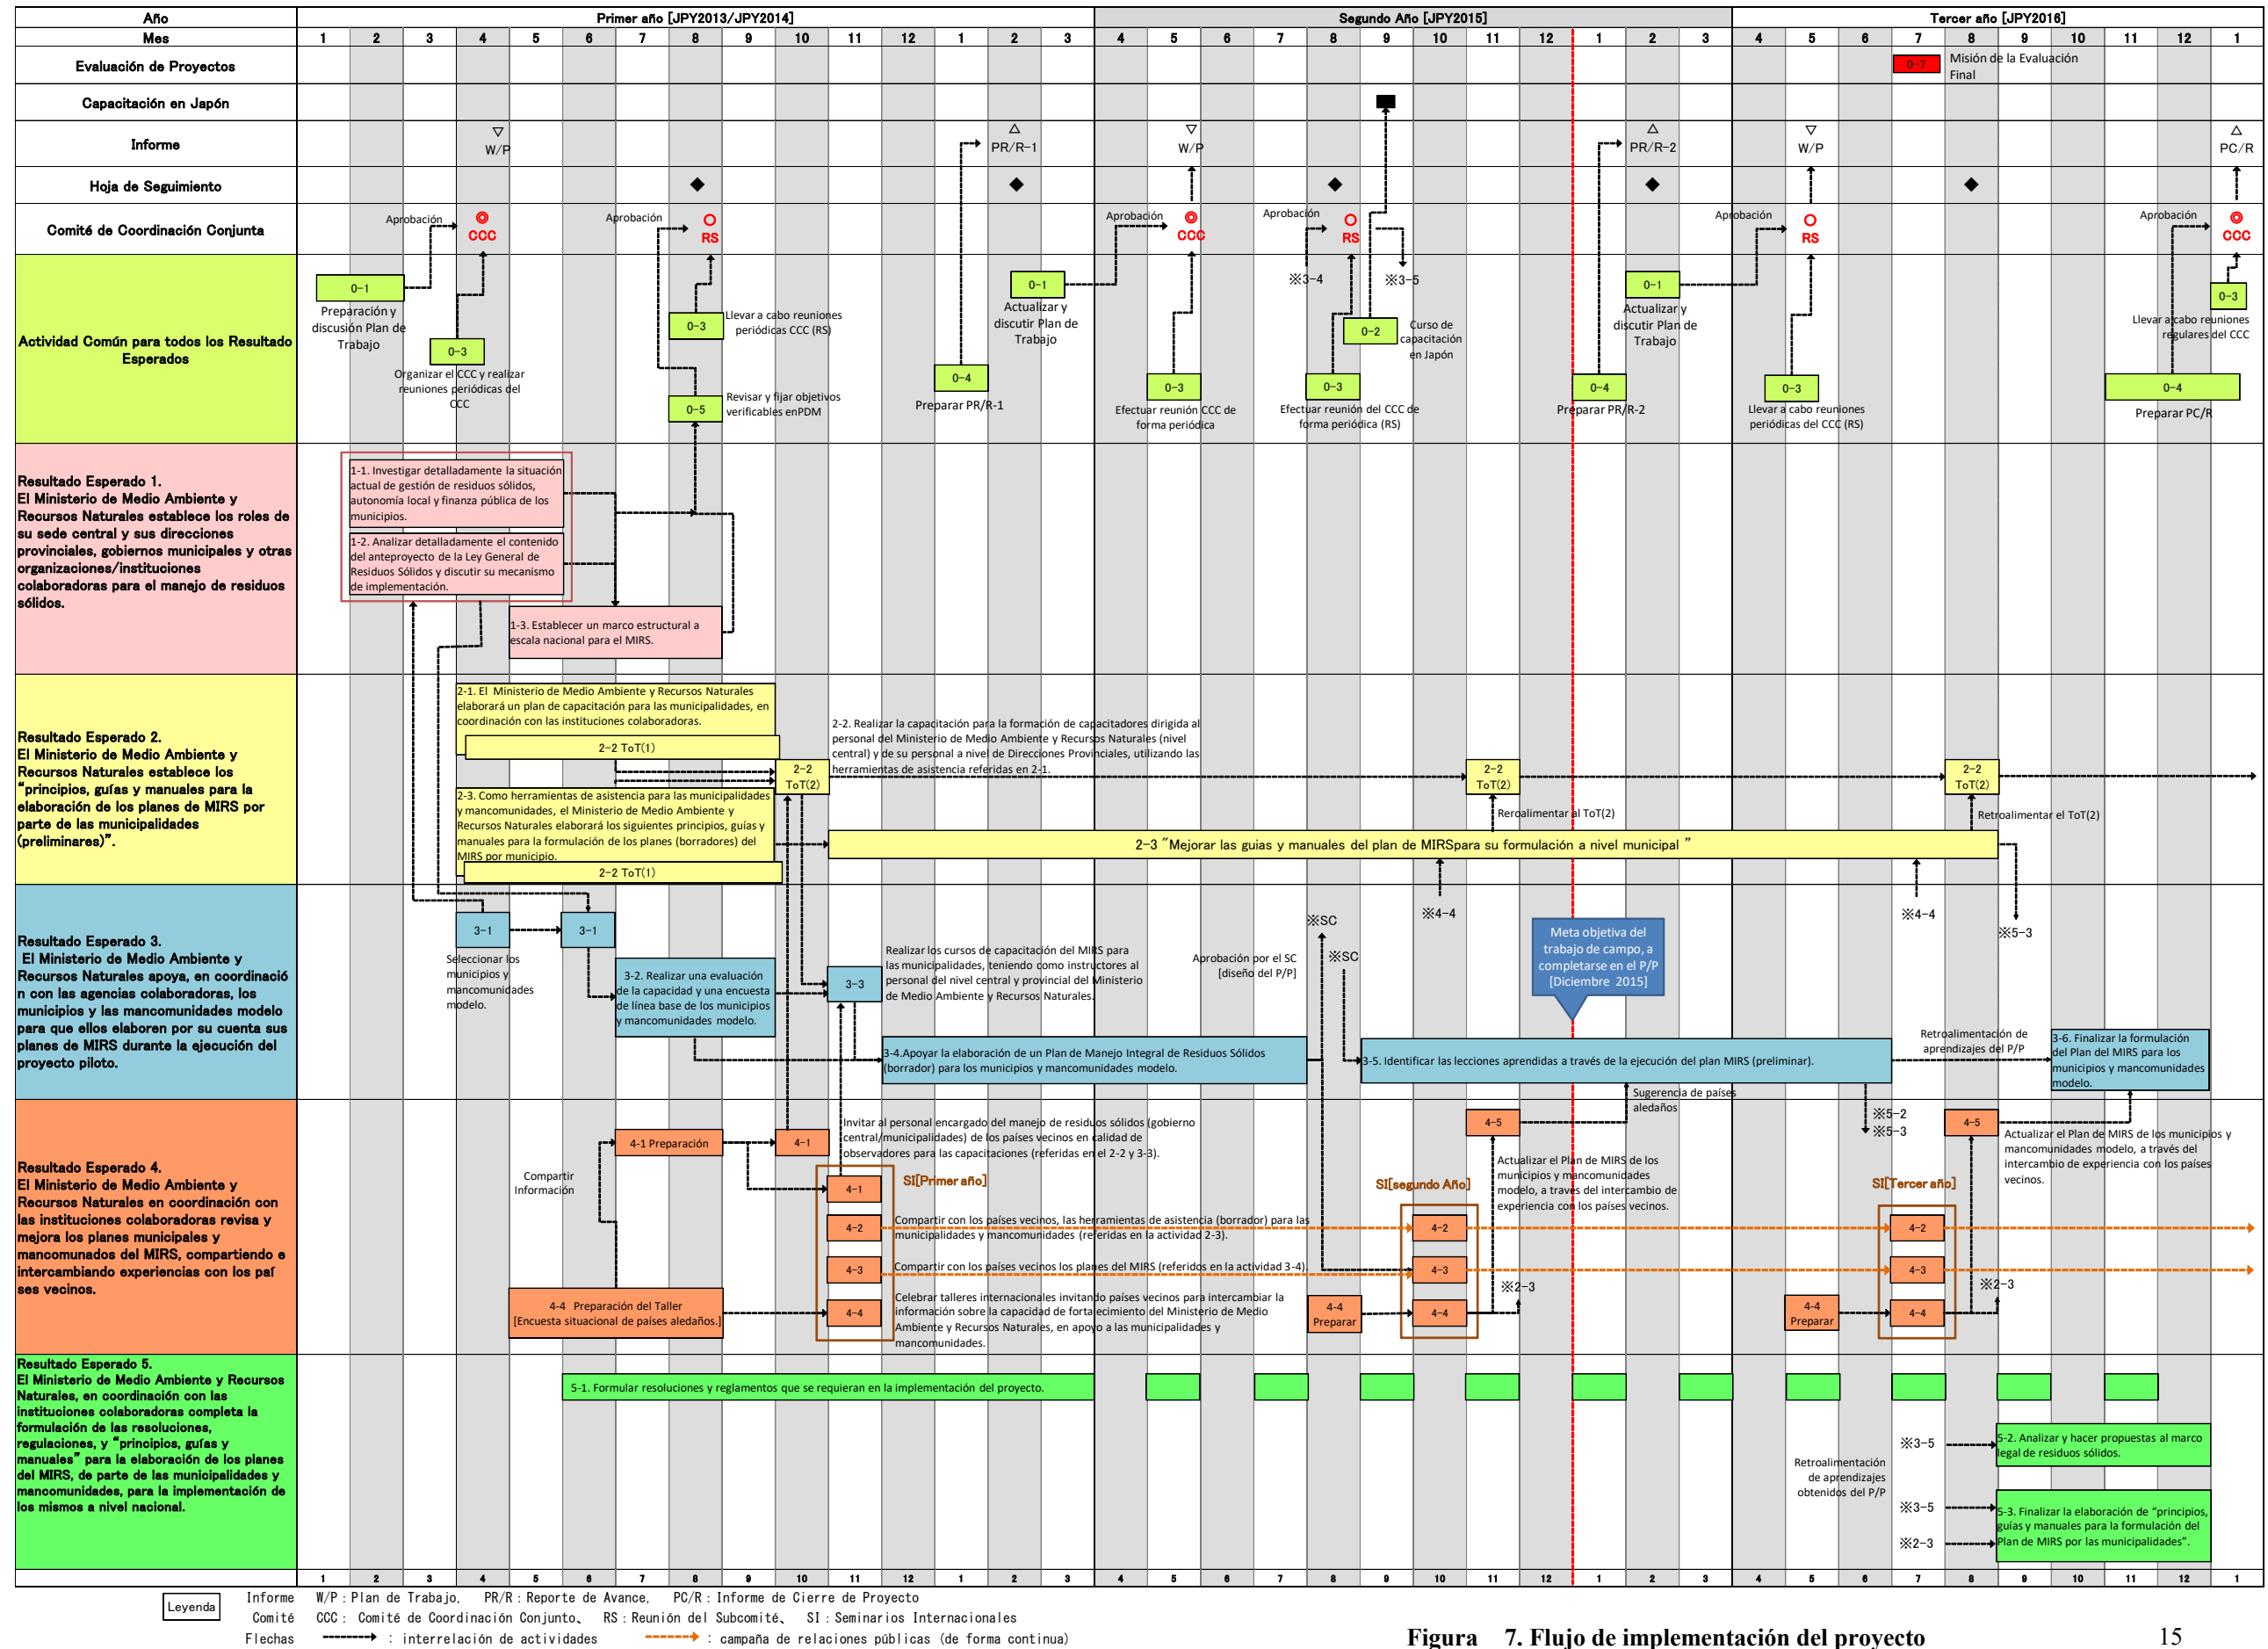 Año Primer año [JPY2013/JPY2014] Segundo Año [JPY2015] Tercer año [JPY2016]
Mes 1 2 3 4 5 6 7 8 9 10 11 12 1 2 3 4 5 6 7 8 9 10 11 12 1 2 3 4 5 6 7 8 9 10 11 12 1
Evaluación de Proyectos
0-7
Misión de la Evaluación
Final
Capacitación en Japón
Informe
▽ △ ▽ △ ▽ △
W/P PR/R-1 W/P PR/R-2 W/P PC/R
Hoja de Seguimiento
◆ ◆ ◆ ◆ ◆
Comité de Coordinación Conjunta
Aprobación ◎ CCC
Aprobación ○ RS
Aprobación ◎ CCC
Aprobación ○ RS
Aprobación ○ RS
Aprobación ◎ CCC
Actividad Común para todos los Resultado
Esperados
0-1
Preparación y
discusión Plan de
Trabajo
0-3
Organizar el CCC y realizar
reuniones periódicas del
CCC
0-3
Llevar a cabo reuniones
periódicas CCC (RS)
0-5
Revisar y fijar objetivos
verificables enPDM
0-4
Preparar PR/R-1
0-1
Actualizar y
discutir Plan de
Trabajo
0-3
Efectuar reunión CCC de
forma periódica
※3-4
0-3
Efectuar reunión del CCC de
forma periódica (RS)
※3-5
0-2
Curso de
capacitación
en Japón
0-4
Preparar PR/R-2
0-1
Actualizar y
discutir Plan de
Trabajo
0-3
Llevar a cabo reuniones
periódicas del CCC (RS)
0-3
Llevar a cabo reuniones
regulares del CCC
0-4
Preparar PC/R
Resultado Esperado 1.
El Ministerio de Medio Ambiente y
Recursos Naturales establece los roles de
su sede central y sus direcciones
provinciales, gobiernos municipales y otras
organizaciones/instituciones
colaboradoras para el manejo de residuos
sólidos.
1-1. Investigar detalladamente la situación
actual de gestión de residuos sólidos,
autonomía local y finanza pública de los
municipios.
1-2. Analizar detalladamente el contenido
del anteproyecto de la Ley General de
Residuos Sólidos y discutir su mecanismo
de implementación.
1-3. Establecer un marco estructural a
escala nacional para el MIRS.
Resultado Esperado 2.
El Ministerio de Medio Ambiente y
Recursos Naturales establece los
“principios, guías y manuales para la
elaboración de los planes de MIRS por
parte de las municipalidades
(preliminares)”.
2-1. El Ministerio de Medio Ambiente y Recursos Naturales
elaborará un plan de capacitación para las municipalidades, en
coordinación con las instituciones colaboradoras.
2-2 ToT(1)
2-2
ToT(2)
2-2. Realizar la capacitación para la formación de capacitadores dirigida al
personal del Ministerio de Medio Ambiente y Recursos Naturales (nivel
central) y de su personal a nivel de Direcciones Provinciales, utilizando las
herramientas de asistencia referidas en 2-1.
2-2
ToT(2)
2-2
ToT(2)
2-3. Como herramientas de asistencia para las municipalidades
y mancomunidades, el Ministerio de Medio Ambiente y
Recursos Naturales elaborará los siguientes principios, guías y
manuales para la formulación de los planes (borradores) del
MIRS por municipio.
2-2 ToT(1)
Reroalimentar al ToT(2)
Retroalimentar el ToT(2)
2-3 “Mejorar las guias y manuales del plan de MIRSpara su formulación a nivel municipal ”
※4-4
※4-4
※5-3
Resultado Esperado 3.
El Ministerio de Medio Ambiente y
Recursos Naturales apoya, en coordinació
n con las agencias colaboradoras, los
municipios y las mancomunidades modelo
para que ellos elaboren por su cuenta sus
planes de MIRS durante la ejecución del
proyecto piloto.
3-1
Seleccionar los
municipios y
mancomunidades
modelo.
3-1
3-2. Realizar una evaluación
de la capacidad y una encuesta
de línea base de los municipios
y mancomunidades modelo.
3-3
Realizar los cursos de capacitación del MIRS para
las municipalidades, teniendo como instructores al
personal del nivel central y provincial del Ministerio
de Medio Ambiente y Recursos Naturales.
3-4.Apoyar la elaboración de un Plan de Manejo Integral de Residuos Sólidos
(borrador) para los municipios y mancomunidades modelo.
※SC
Aprobación por el SC
[diseño del P/P]
※SC
Meta objetiva del
trabajo de campo, a
completarse en el P/P
[Diciembre 2015]
3-5. Identificar las lecciones aprendidas a través de la ejecución del plan MIRS (preliminar).
Retroalimentación de
aprendizajes del P/P
3-6. Finalizar la formulación
del Plan del MIRS para los
municipios y mancomunidades
modelo.
Resultado Esperado 4.
El Ministerio de Medio Ambiente y
Recursos Naturales en coordinación con
las instituciones colaboradoras revisa y
mejora los planes municipales y
mancomunados del MIRS, compartiendo e
intercambiando experiencias con los paí
ses vecinos.
Compartir
Información
4-1 Preparación
4-1
Invitar al personal encargado del manejo de residuos sólidos (gobierno
central/municipalidades) de los países vecinos en calidad de
observadores para las capacitaciones (referidas en el 2-2 y 3-3).
4-1
SI[Primer año]
4-2
Compartir con los países vecinos, las herramientas de asistencia (borrador) para las
municipalidades y mancomunidades (referidas en la actividad 2-3).
4-3
Compartir con los países vecinos los planes del MIRS (referidos en la actividad 3-4).
4-4 Preparación del Taller
[Encuesta situacional de países aledaños.]
4-4
Celebrar talleres internacionales invitando países vecinos para intercambiar la
información sobre la capacidad de fortalecimiento del Ministerio de Medio
Ambiente y Recursos Naturales, en apoyo a las municipalidades y
mancomunidades.
4-4
Preparar
SI[segundo Año]
4-2
4-3
4-4
4-5
Sugerencia de países
aledaños
Actualizar el Plan de MIRS de los
municipios y mancomunidades
modelo, a través del intercambio de
experiencia con los países vecinos.
※2-3
※5-2
※5-3
4-4
Preparar
SI[Tercer año]
4-2
4-3
4-4
4-5
Actualizar el Plan de MIRS de los municipios y
mancomunidades modelo, a través del
intercambio de experiencia con los países
vecinos.
※2-3
Resultado Esperado 5.
El Ministerio de Medio Ambiente y Recursos
Naturales, en coordinación con las
instituciones colaboradoras completa la
formulación de las resoluciones,
regulaciones, y “principios, guías y
manuales” para la elaboración de los planes
del MIRS, de parte de las municipalidades y
mancomunidades, para la implementación de
los mismos a nivel nacional.
5-1. Formular resoluciones y reglamentos que se requieran en la implementación del proyecto.
※3-5
5-2. Analizar y hacer propuestas al marco
legal de residuos sólidos.
Retroalimentación
de aprendizajes
obtenidos del P/P
※3-5
※2-3
5-3. Finalizar la elaboración de “principios,
guías y manuales para la formulación del
Plan de MIRS por las municipalidades”.
1 2 3 4 5 6 7 8 9 10 11 12 1 2 3 4 5 6 7 8 9 10 11 12 1 2 3 4 5 6 7 8 9 10 11 12 1
Leyenda
Informe W/P：Plan de Trabajo, PR/R：Reporte de Avance, PC/R：Informe de Cierre de Proyecto
Comité CCC： Comité de Coordinación Conjunto、 RS：Reunión del Subcomité、 SI：Seminarios Internacionales
Flechas ：interrelación de actividades ：campaña de relaciones públicas (de forma continua)
Figura 7. Flujo de implementación del proyecto
15